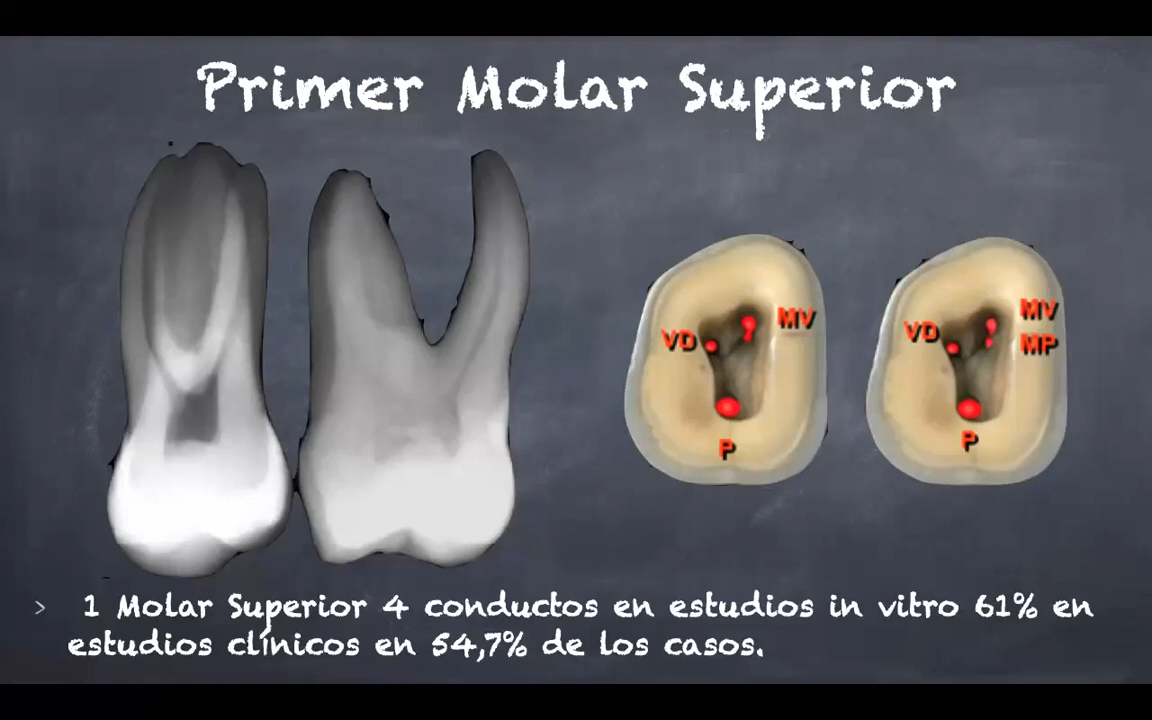 Primer Molar Superior
VD
MV
P
VD
MV
MP
P
> 1 Molar Superior 4 conductos en estudios in vitro 61% en
estudios clínicos en 54,7% de los casos.